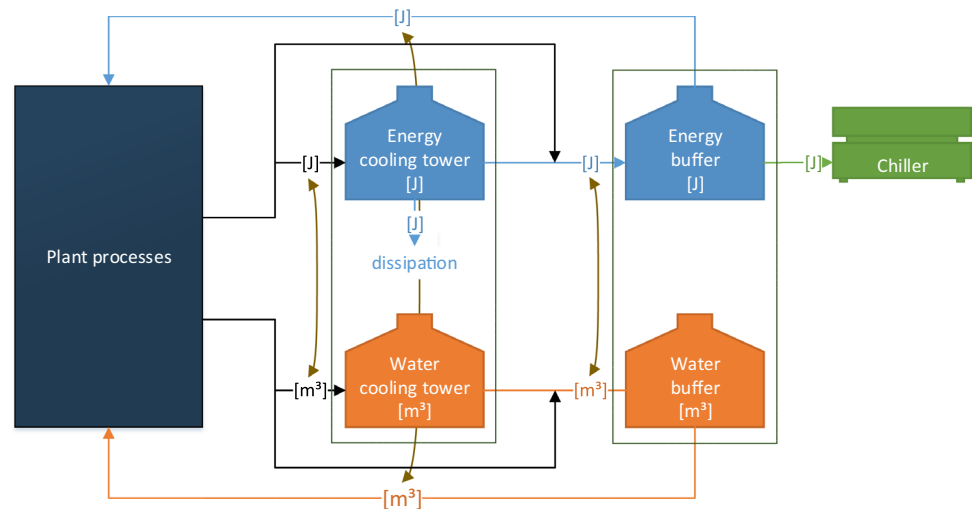 [J]
Energy
cooling tower
[J]
Energy
buffer
[J]
[J]
[J]
[J]
Chiller
[J]
dissipation
Plant processes
Water
cooling tower
[m³]
Water
buffer
[m³]
[m³]
[m³]
[m³]